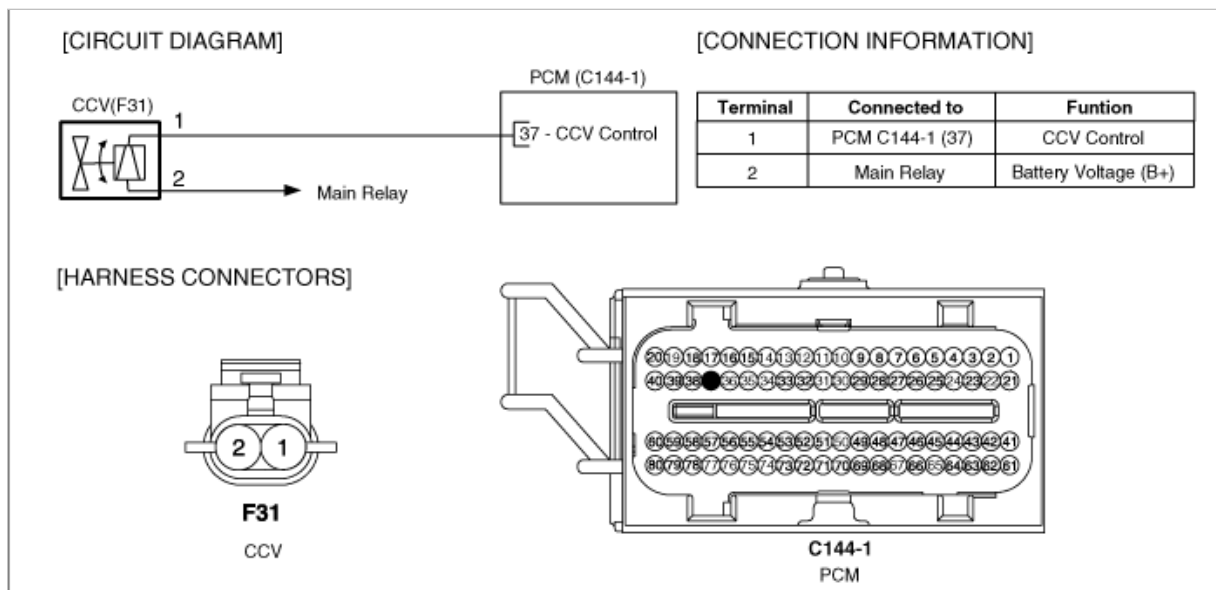 [CIRCUIT DIAGRAM]
CCV(F31)
1
2
Main Relay
PCM (C144-1)
37 - CCV Control
[CONNECTION INFORMATION]
Terminal Connected to Funtion
1 PCM C144-1 (37) CCV Control
2 Main Relay Battery Voltage (B+)
[HARNESS CONNECTORS]
2 1
F31
CCV
20 19 18 17 16 15 14 13 12 11 10 9 8 7 6 5 4 3 2 1
40 39 38 36 35 34 33 32 31 30 29 28 27 26 25 24 23 22 21
60 59 58 57 56 55 54 53 52 51 50 49 48 47 46 45 44 43 42 41
80 79 78 77 76 75 74 73 72 71 70 69 68 67 66 65 64 63 62 61
C144-1
PCM